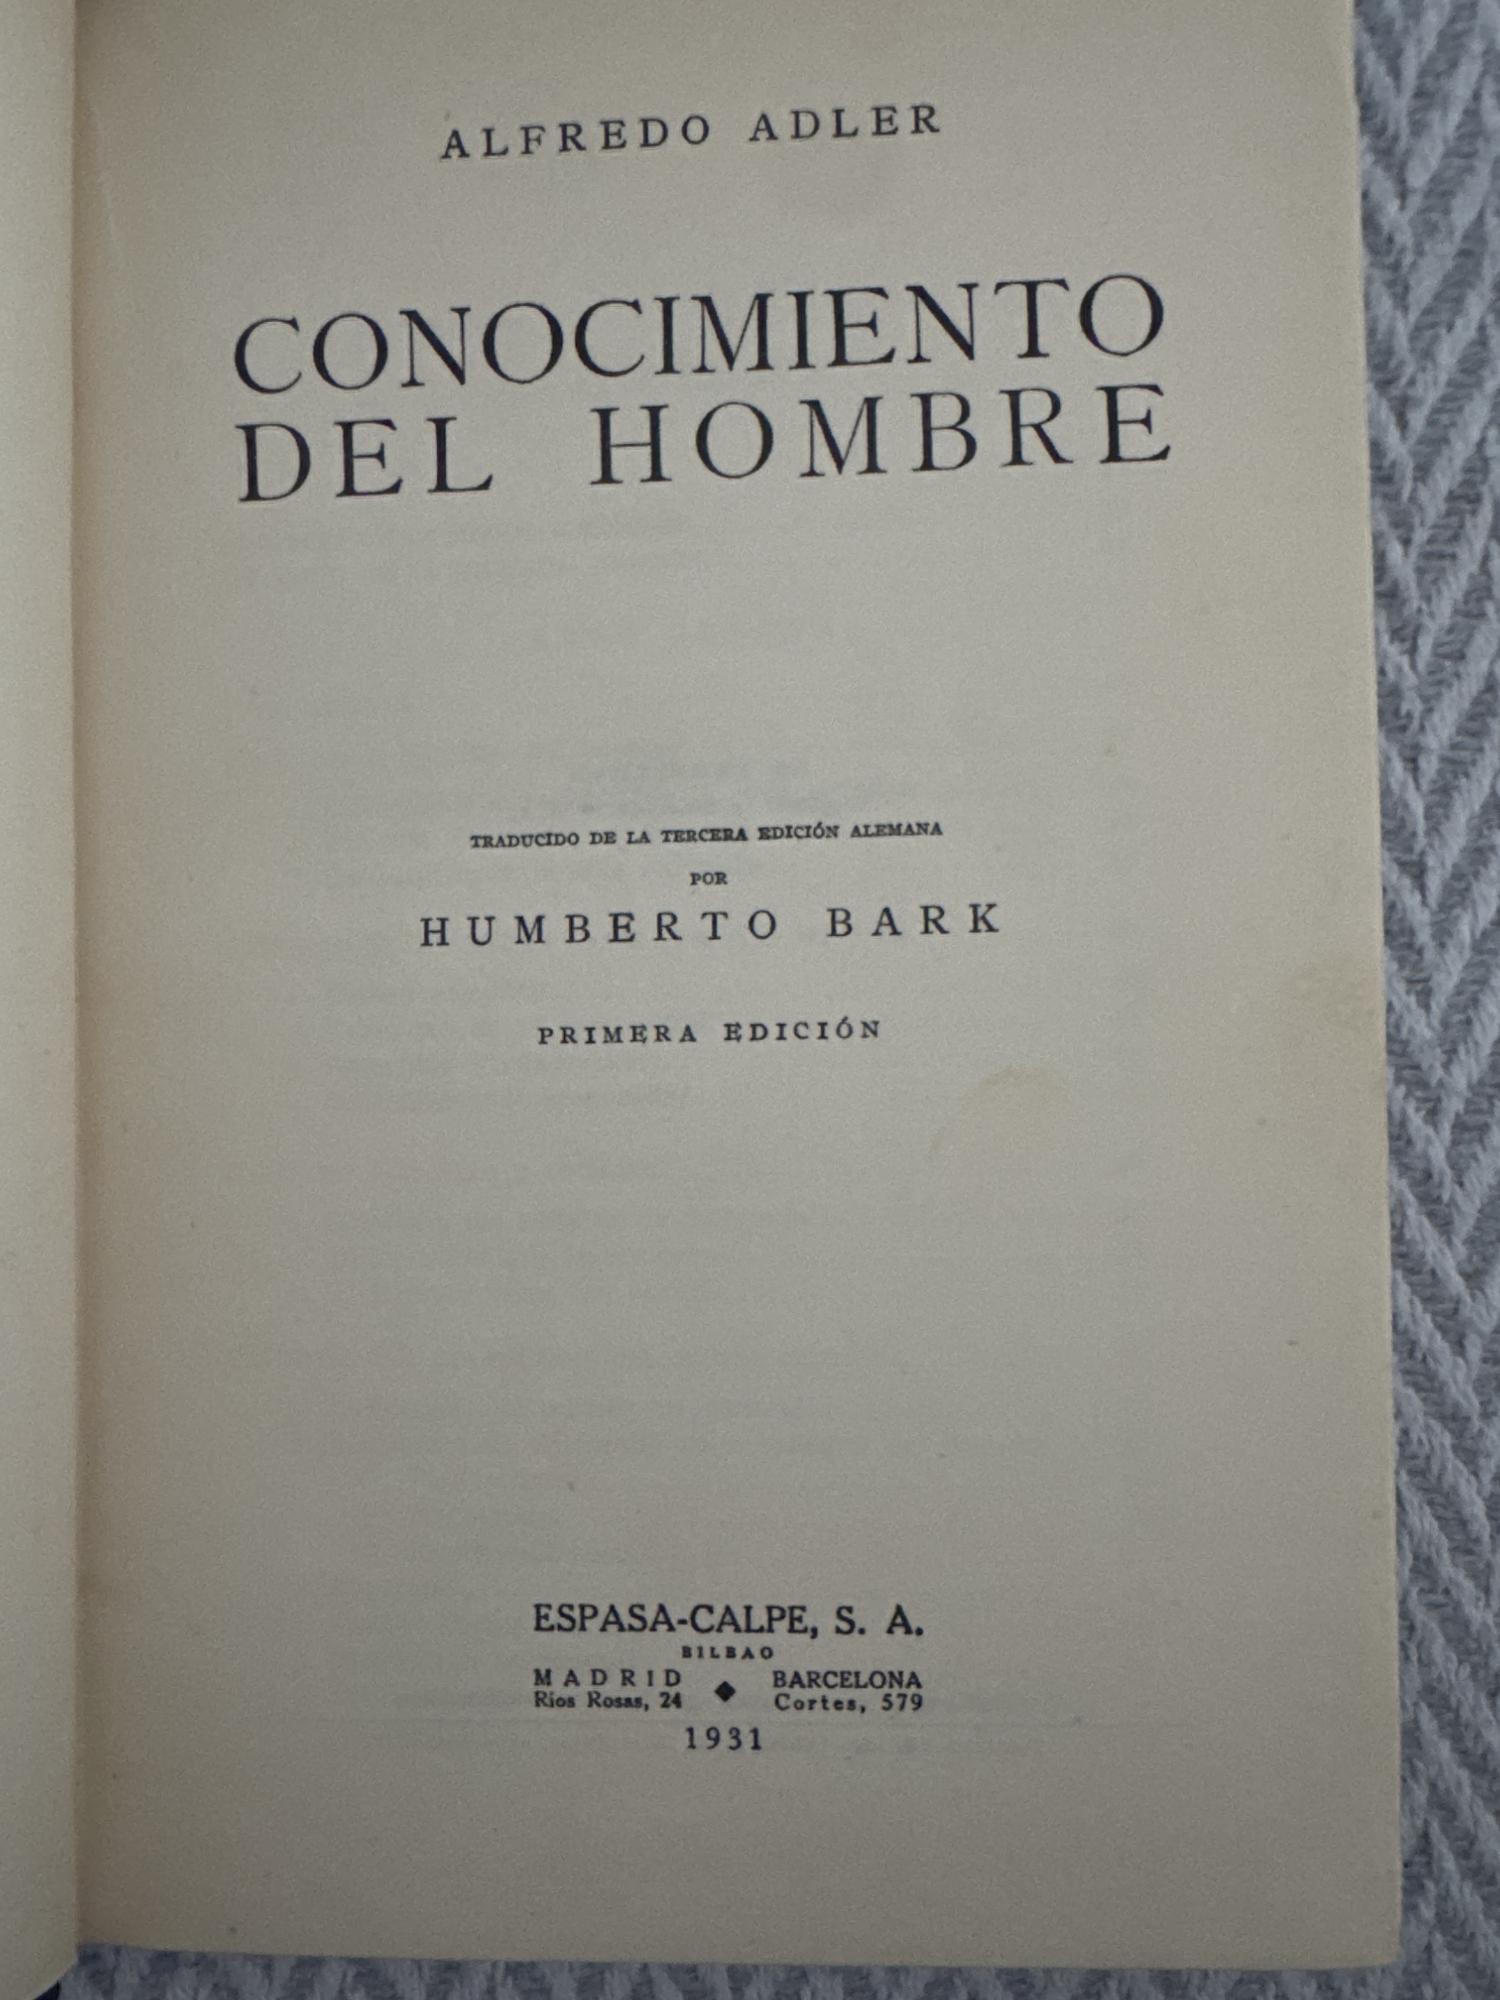 ALFREDO ADLER
CONOCIMIENTO
DEL HOMBRE
TRADUCIDO DE LA TERCERA EDICIÓN ALEMANA
POR
HUMBERTO BARK
PRIMERA EDICIÓN
ESPASA-CALPE, S. A.
BILBAO
MADRID ◆ BARCELONA
Ríos Rosas, 24 Cortes, 579
1931